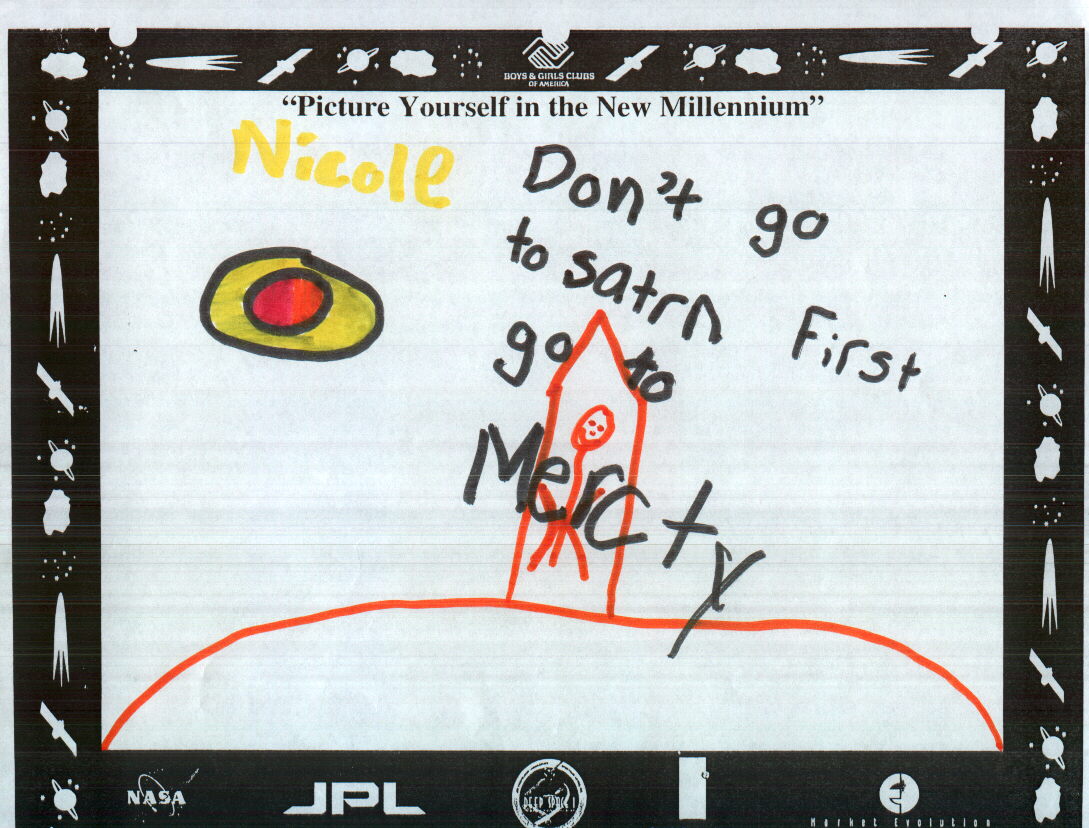 BOYS & GIRLS CLUBS
OF AMERICA
“Picture Yourself in the New Millennium”
Nicole
Don't go
to satrn First
go to
Mercty
NASA
JPL
DEEP SPACE 1
Market Evolution